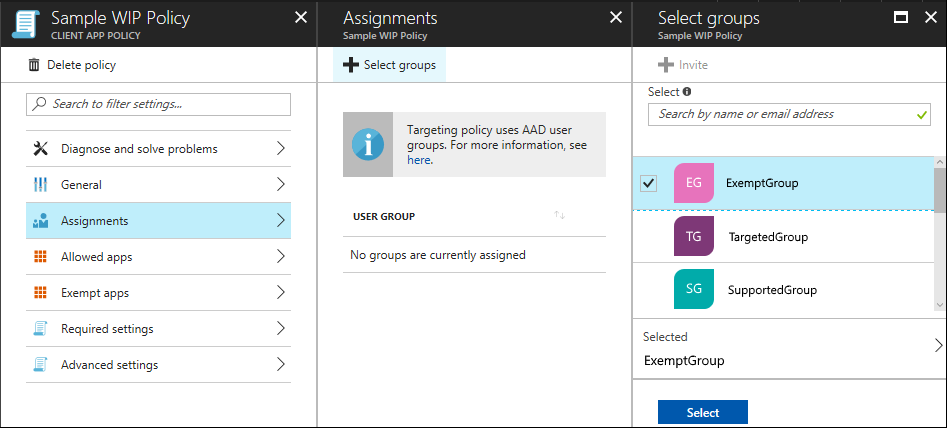 Sample WIP Policy
CLIENT APP POLICY
Delete policy
Search to filter settings...
Diagnose and solve problems
General
Assignments
Allowed apps
Exempt apps
Required settings
Advanced settings
Assignments
Sample WIP Policy
Select groups
Targeting policy uses AAD user
groups. For more information, see
here.
USER GROUP
No groups are currently assigned
Select groups
Sample WIP Policy
Invite
Select
Search by name or email address
EG ExemptGroup
TG TargetedGroup
SG SupportedGroup
Selected
ExemptGroup
Select